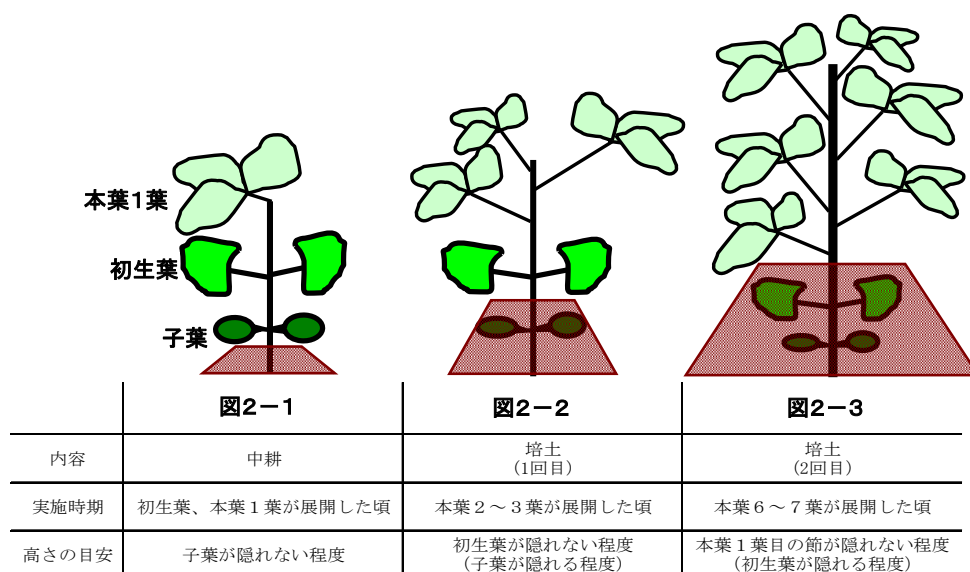 本葉1葉
初生葉
子葉
図2－1
図2－2
図2－3
内容
中耕
培土
(1回目)
培土
(2回目)
実施時期
初生葉、本葉1葉が展開した頃
本葉2～3葉が展開した頃
本葉6～7葉が展開した頃
高さの目安
子葉が隠れない程度
初生葉が隠れない程度
(子葉が隠れる程度)
本葉1葉目の節が隠れない程度
(初生葉が隠れる程度)